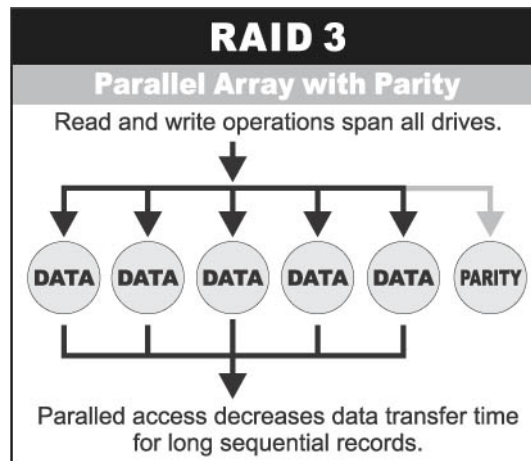 RAID 3
Parallel Array with Parity
Read and write operations span all drives.
DATA DATA DATA DATA DATA PARITY
Paralled access decreases data transfer time
for long sequential records.